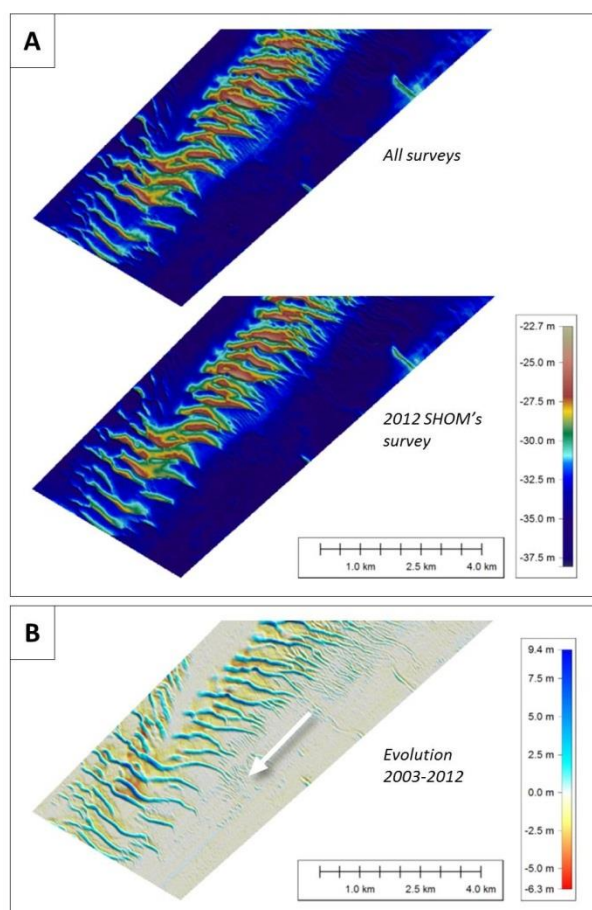 A
All surveys
2012 SHOM's
survey
-22.7 m
-25.0 m
-27.5 m
-30.0 m
-32.5 m
-35.0 m
-37.5 m
1.0 km 2.5 km 4.0 km
B
Evolution
2003-2012
9.4 m
7.5 m
5.0 m
2.5 m
0.0 m
-2.5 m
-5.0 m
-6.3 m
1.0 km 2.5 km 4.0 km